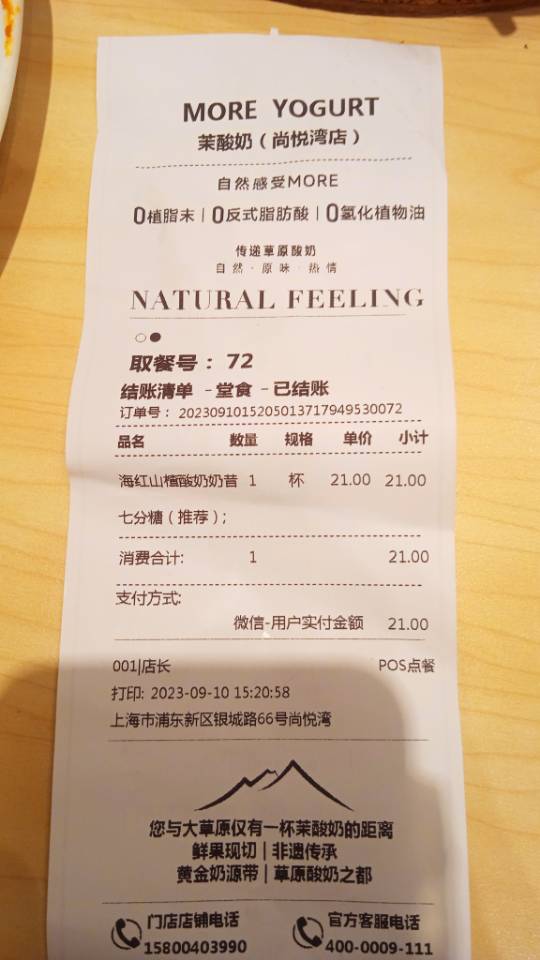 MORE YOGURT
茉酸奶（尚悦湾店）
自然感受MORE
0植脂末｜0反式脂肪酸｜0氢化植物油
传递草原酸奶
自然·原味·热情
NATURAL FEELING
取餐号：72
结账清单 -堂食 -已结账
订单号：20230910152050137179495​30072
品名 数量 规格 单价 小计
海红山楂酸奶奶昔 1 杯 21.00 21.00
七分糖（推荐）;
消费合计: 1 21.00
支付方式:
微信-用户实付金额 21.00
001|店长 POS点餐
打印: 2023-09-10 15:20:58
上海市浦东新区银城路66号尚悦湾
您与大草原仅有一杯茉酸奶的距离
鲜果现切｜非遗传承
黄金奶源带｜草原酸奶之都
门店店铺电话 官方客服电话
15800403990 400-0009-111